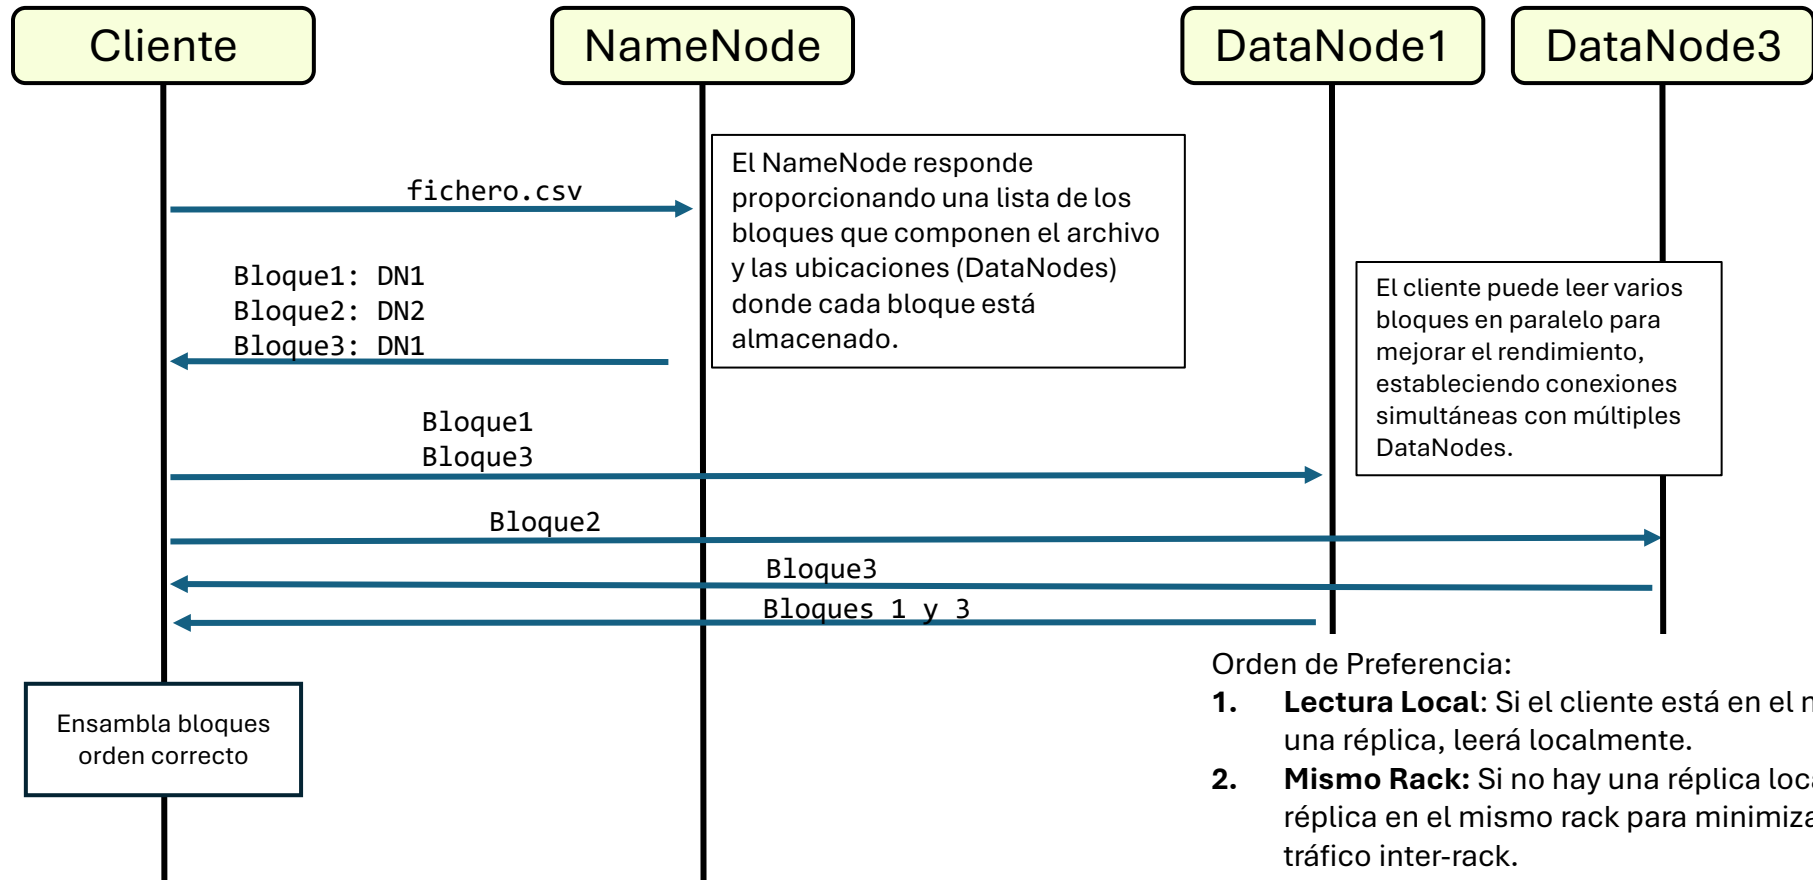 Cliente
NameNode
DataNode1
DataNode3
fichero.csv
El NameNode responde
proporcionando una lista de los
bloques que componen el archivo
y las ubicaciones (DataNodes)
donde cada bloque está
almacenado.
Bloque1: DN1
Bloque2: DN2
Bloque3: DN1
El cliente puede leer varios
bloques en paralelo para
mejorar el rendimiento,
estableciendo conexiones
simultáneas con múltiples
DataNodes.
Bloque1
Bloque3
Bloque2
Bloque3
Bloques 1 y 3
Ensambla bloques
orden correcto
Orden de Preferencia:
1. Lectura Local: Si el cliente está en el
una réplica, leerá localmente.
2. Mismo Rack: Si no hay una réplica
réplica en el mismo rack para
tráfico inter-rack.